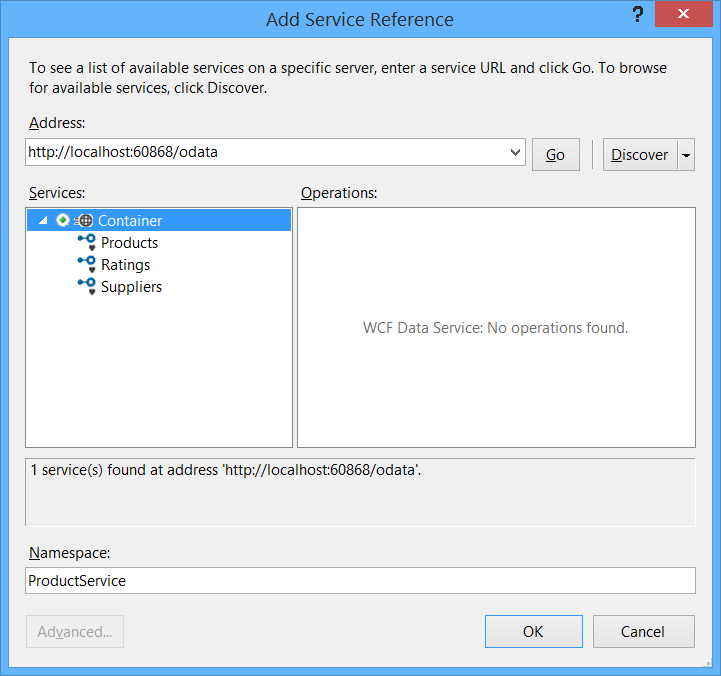 Add Service Reference
?
To see a list of available services on a specific server, enter a service URL and click Go. To browse
for available services, click Discover.
Address:
http://localhost:60868/odata
Go
Discover
Services:
Operations:
Container
Products
Ratings
Suppliers
WCF Data Service: No operations found.
1 service(s) found at address 'http://localhost:60868/odata'.
Namespace:
ProductService
Advanced...
OK
Cancel